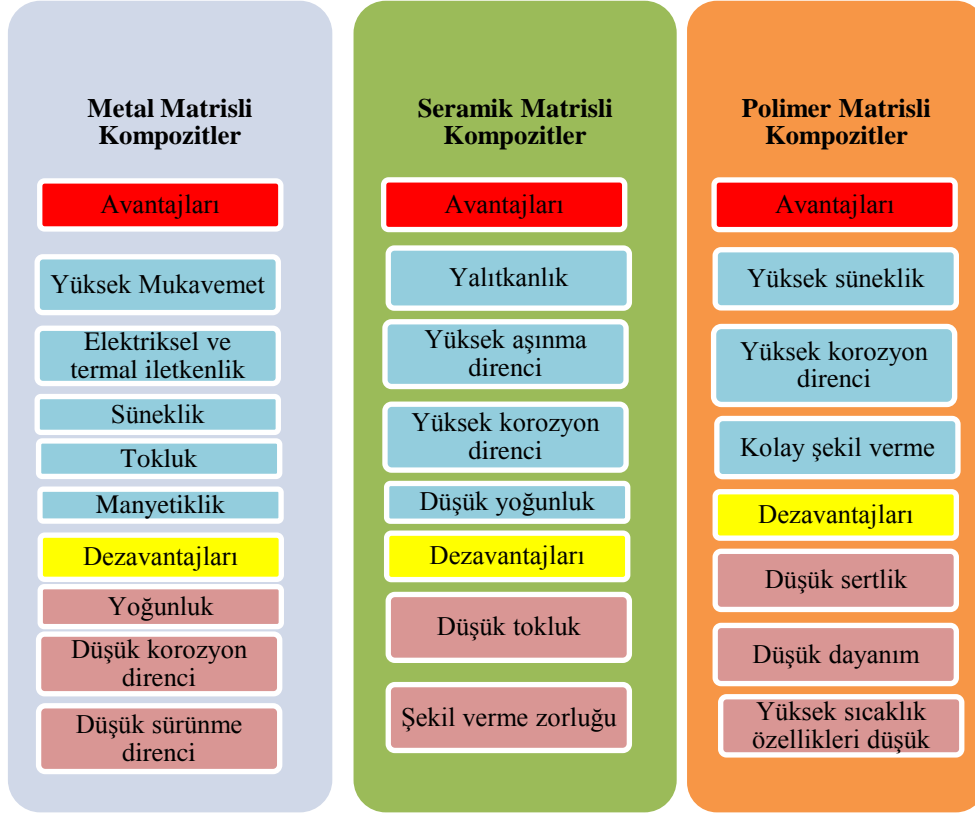 Metal Matrisli
Kompozitler
Avantajları
Yüksek Mukavemet
Elektriksel ve
termal iletkenlik
Süneklik
Tokluk
Manyetiklik
Dezavantajları
Yoğunluk
Düşük korozyon
direnci
Düşük sürünme
direnci
Seramik Matrisli
Kompozitler
Avantajları
Yalıtkanlık
Yüksek aşınma
direnci
Yüksek korozyon
direnci
Düşük yoğunluk
Dezavantajları
Düşük tokluk
Şekil verme zorluğu
Polimer Matrisli
Kompozitler
Avantajları
Yüksek süneklik
Yüksek korozyon
direnci
Kolay şekil verme
Dezavantajları
Düşük sertlik
Düşük dayanım
Yüksek sıcaklık
özellikleri düşük